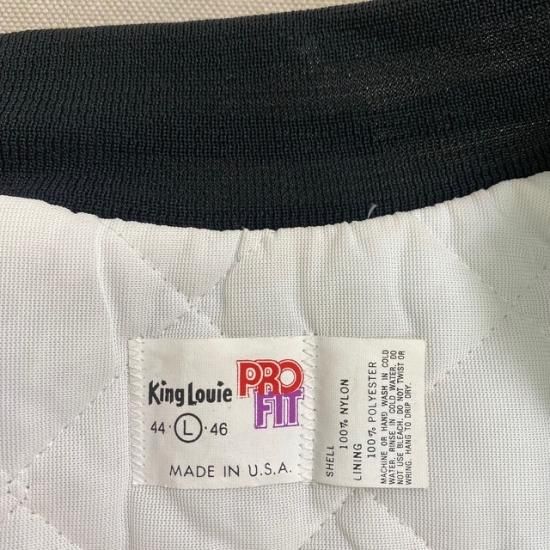 King Louie PRO FIT
44 · L · 46
MADE IN U.S.A.
SHELL
100% NYLON
LINING
100% POLYESTER
MACHINE OR HAND WASH IN COLD
WATER, RINSE IN COLD WATER. DO
NOT USE BLEACH. DO NOT TWIST OR
WRING. HANG TO DRIP DRY.